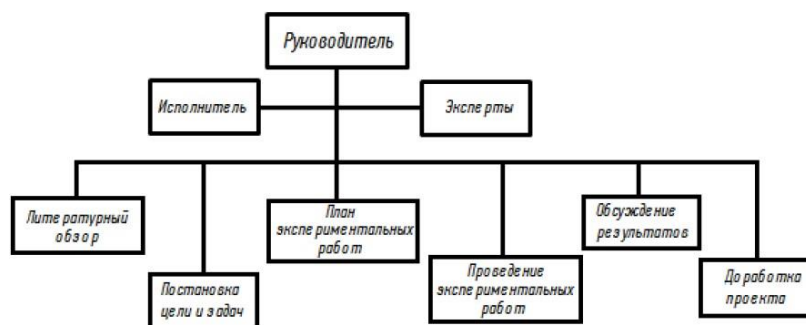 Руководитель
Исполнитель
Эксперты
Литературный
обзор
Постановка
цели и задач
План
экспериментальных
работ
Проведение
экспериментальных
работ
Обсуждение
результатов
Доработка
проекта